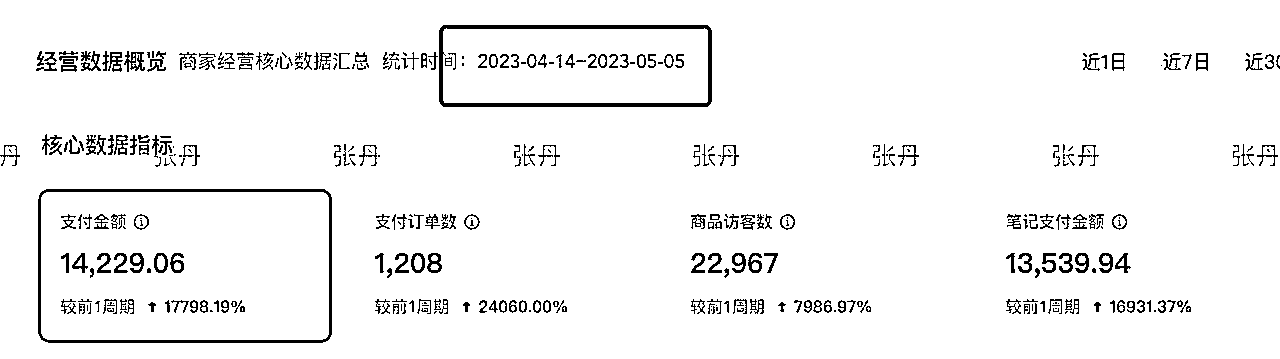 经营数据概览 商家经营核心数据汇总 统计时间：2023-04-14~2023-05-05 近1日 近7日 近30
核心数据指标
丹 张丹 张丹 张丹 张丹 张丹 张丹 张丹
支付金额 支付订单数 商品访客数 笔记支付金额
14,229.06 1,208 22,967 13,539.94
较前1周期 ↑ 17798.19% 较前1周期 ↑ 24060.00% 较前1周期 ↑ 7986.97% 较前1周期 ↑ 16931.37%